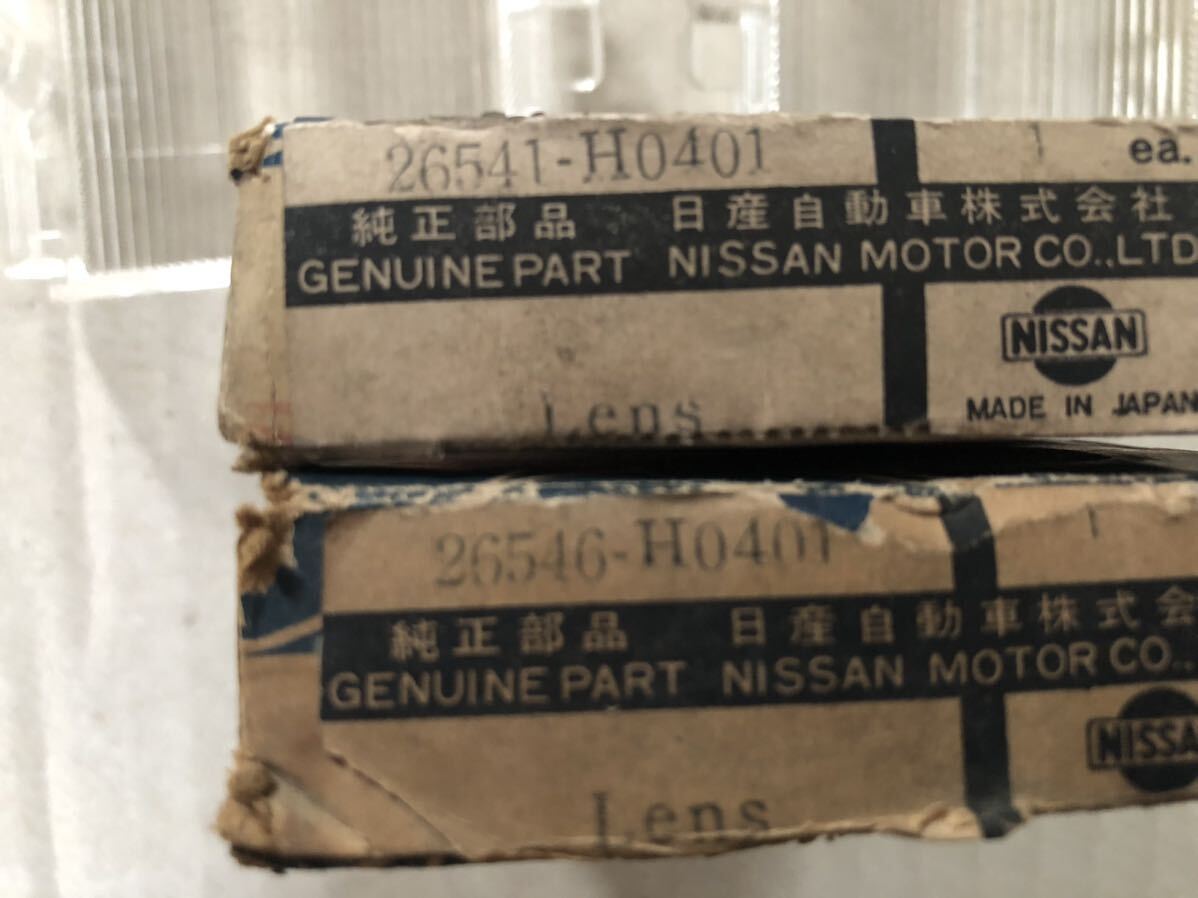 26541-H0401 1 ea.
純正部品 日産自動車株式会社
GENUINE PART NISSAN MOTOR CO.,LTD
NISSAN
MADE IN JAPAN
Lens
26546-H0401 1
純正部品 日産自動車株式会
GENUINE PART NISSAN MOTOR CO.,
NISSA
Lens